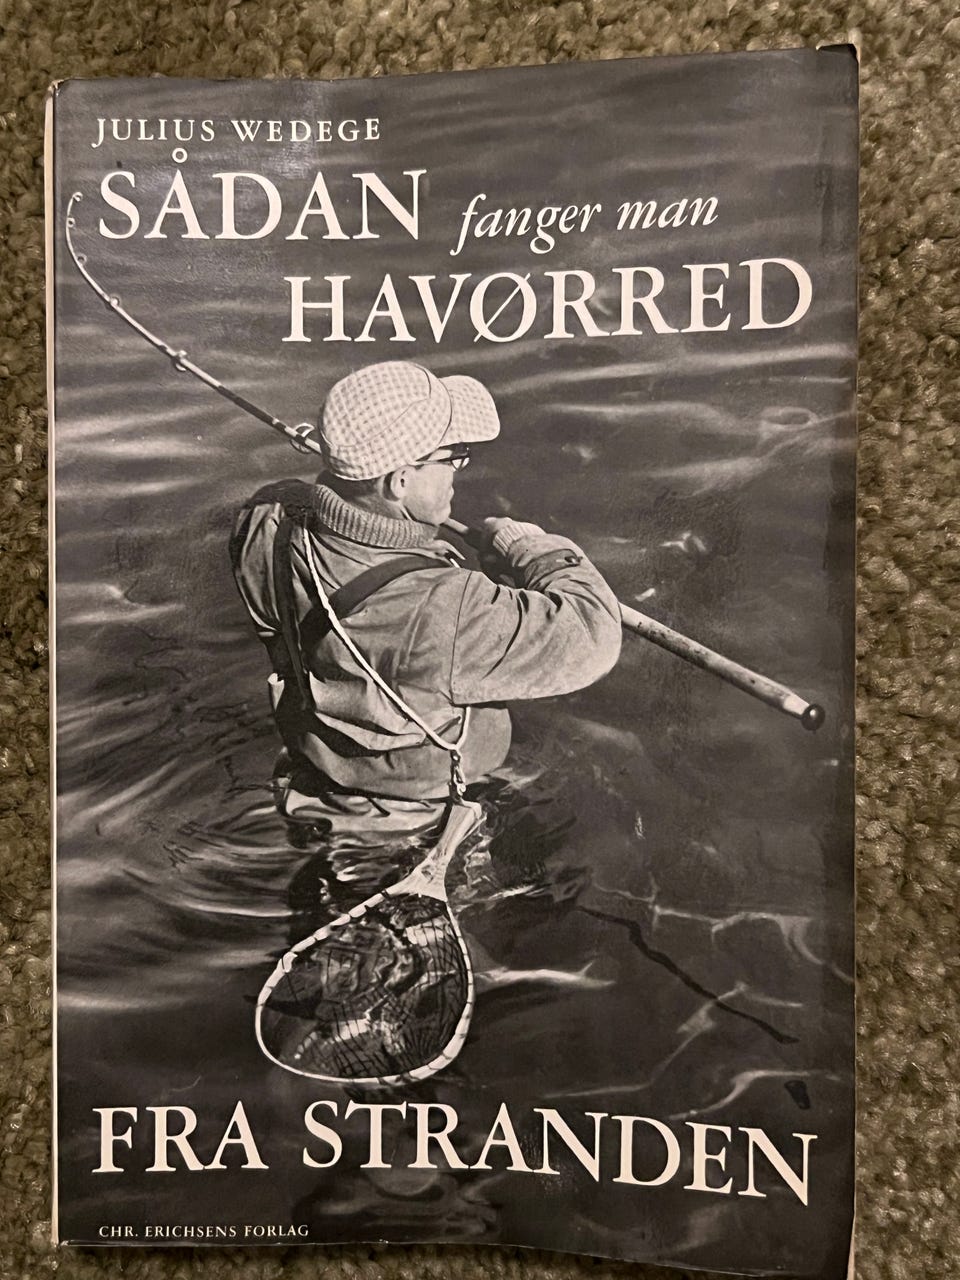 JULIUS WEDEGE
SÅDAN fanger man
HAVØRRED
FRA STRANDEN
CHR. ERICHSENS FORLAG